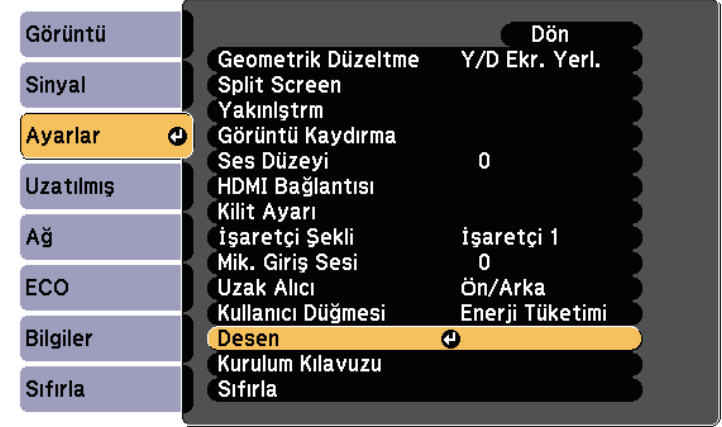 Görüntü
Sinyal
Ayarlar
Uzatılmış
Ağ
ECO
Bilgiler
Sıfırla
Dön
Geometrik Düzeltme Y/D Ekr. Yerl.
Split Screen
Yakınlştrm
Görüntü Kaydırma
Ses Düzeyi 0
HDMI Bağlantısı
Kilit Ayarı
İşaretçi Şekli İşaretçi 1
Mik. Giriş Sesi 0
Uzak Alıcı Ön/Arka
Kullanıcı Düğmesi Enerji Tüketimi
Desen
Kurulum Kılavuzu
Sıfırla